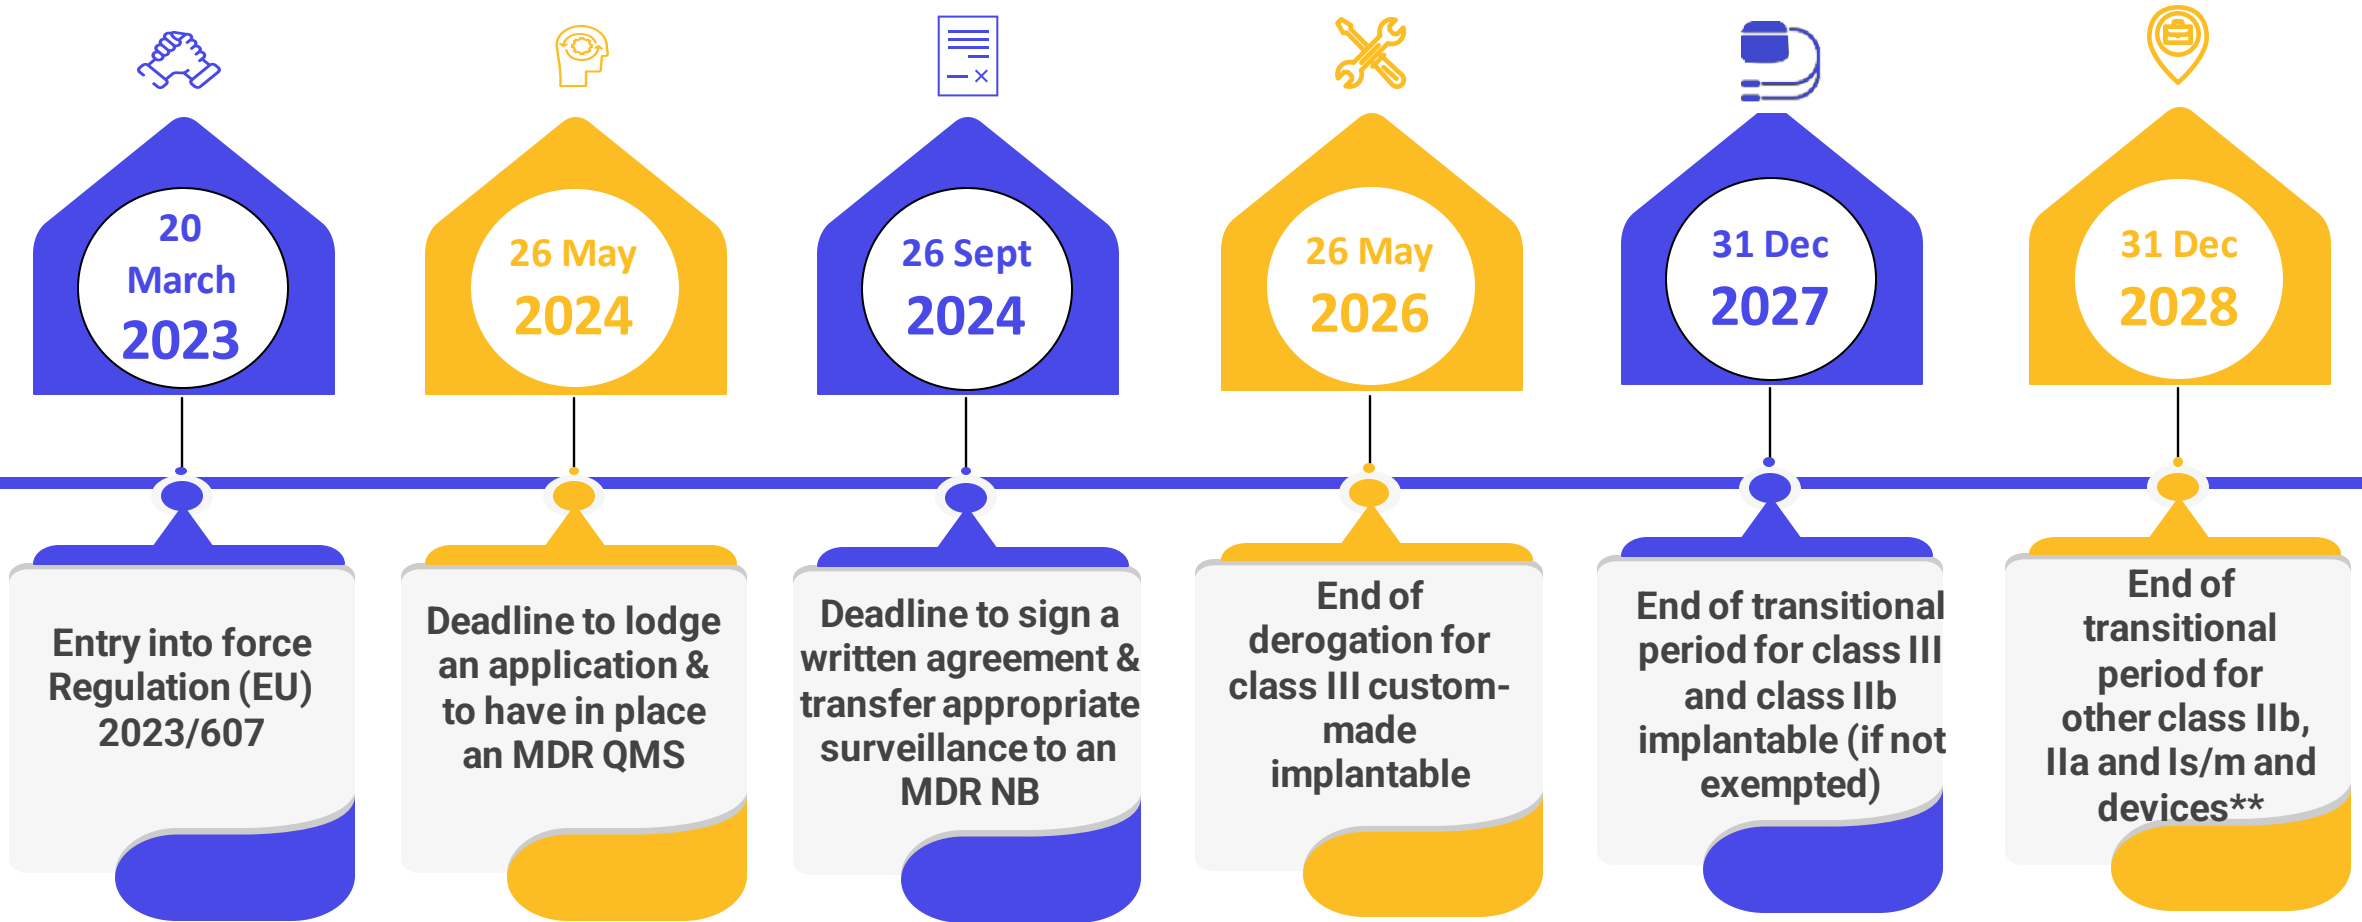 20
March
2023
26 May
2024
26 Sept
2024
26 May
2026
31 Dec
2027
31 Dec
2028
Entry into force
Regulation (EU)
2023/607
Deadline to lodge
an application &
to have in place
an MDR QMS
Deadline to sign a
written agreement &
transfer appropriate
surveillance to an
MDR NB
End of
derogation for
class III custom-
made
implantable
End of transitional
period for class III
and class IIb
implantable (if not
exempted)
End of
transitional
period for
other class IIb,
IIa and Is/m and
devices**